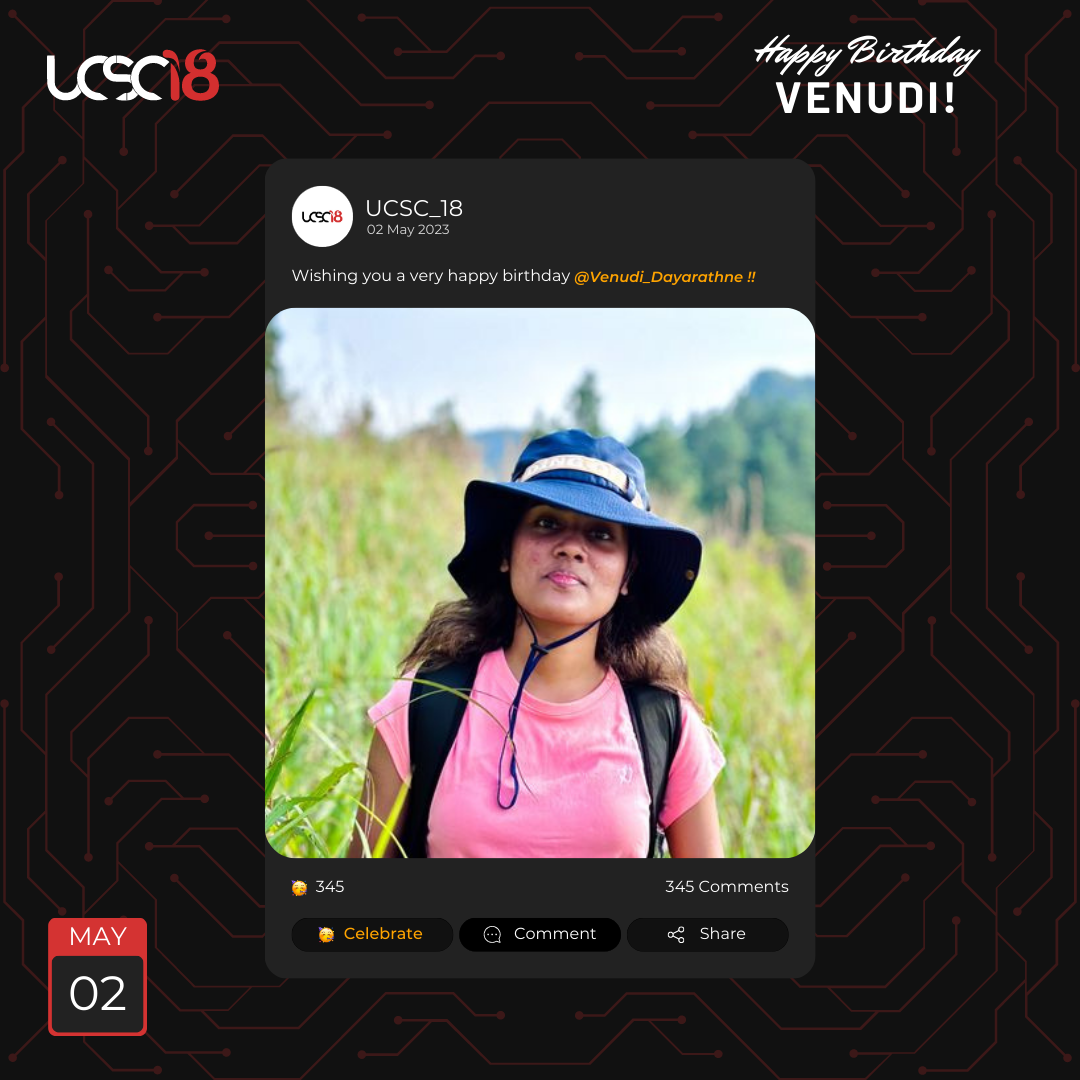 UCSC18
Happy Birthday
VENUDI!
UCSC18
UCSC_18
02 May 2023
Wishing you a very happy birthday @Venudi_Dayarathne !!
345
345 Comments
Celebrate
Comment
Share
MAY
02